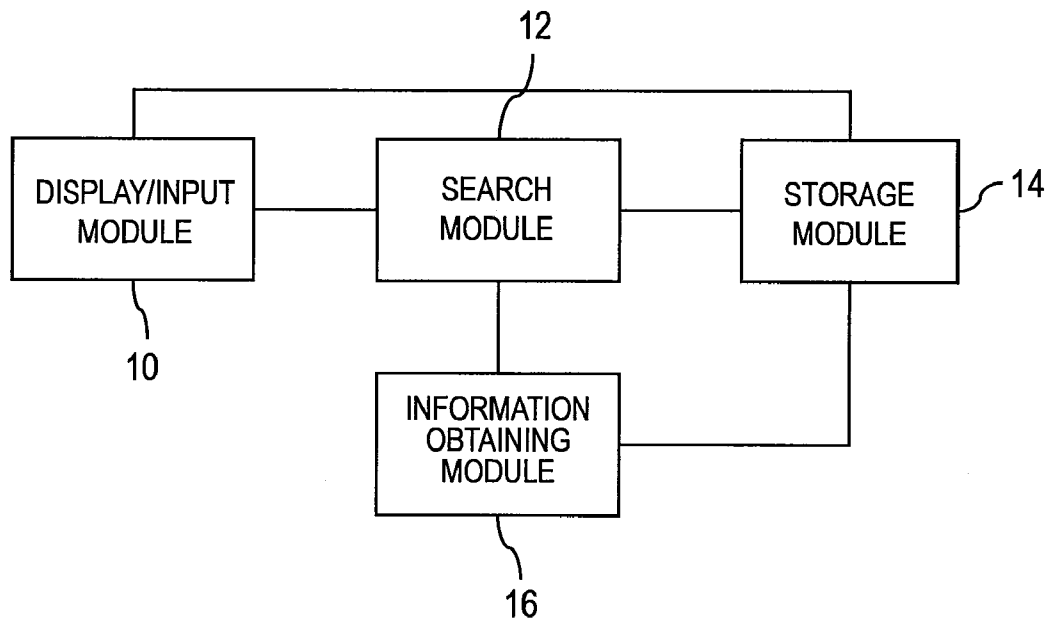 12
DISPLAY/INPUT
MODULE
SEARCH
MODULE
STORAGE
MODULE
14
10
INFORMATION
OBTAINING
MODULE
16